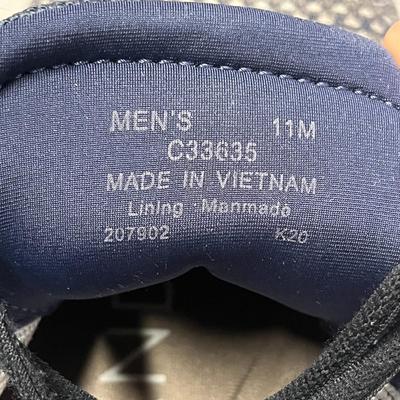 MEN'S 11M
C33635
MADE IN VIETNAM
Lining · Manmade
207902 K20